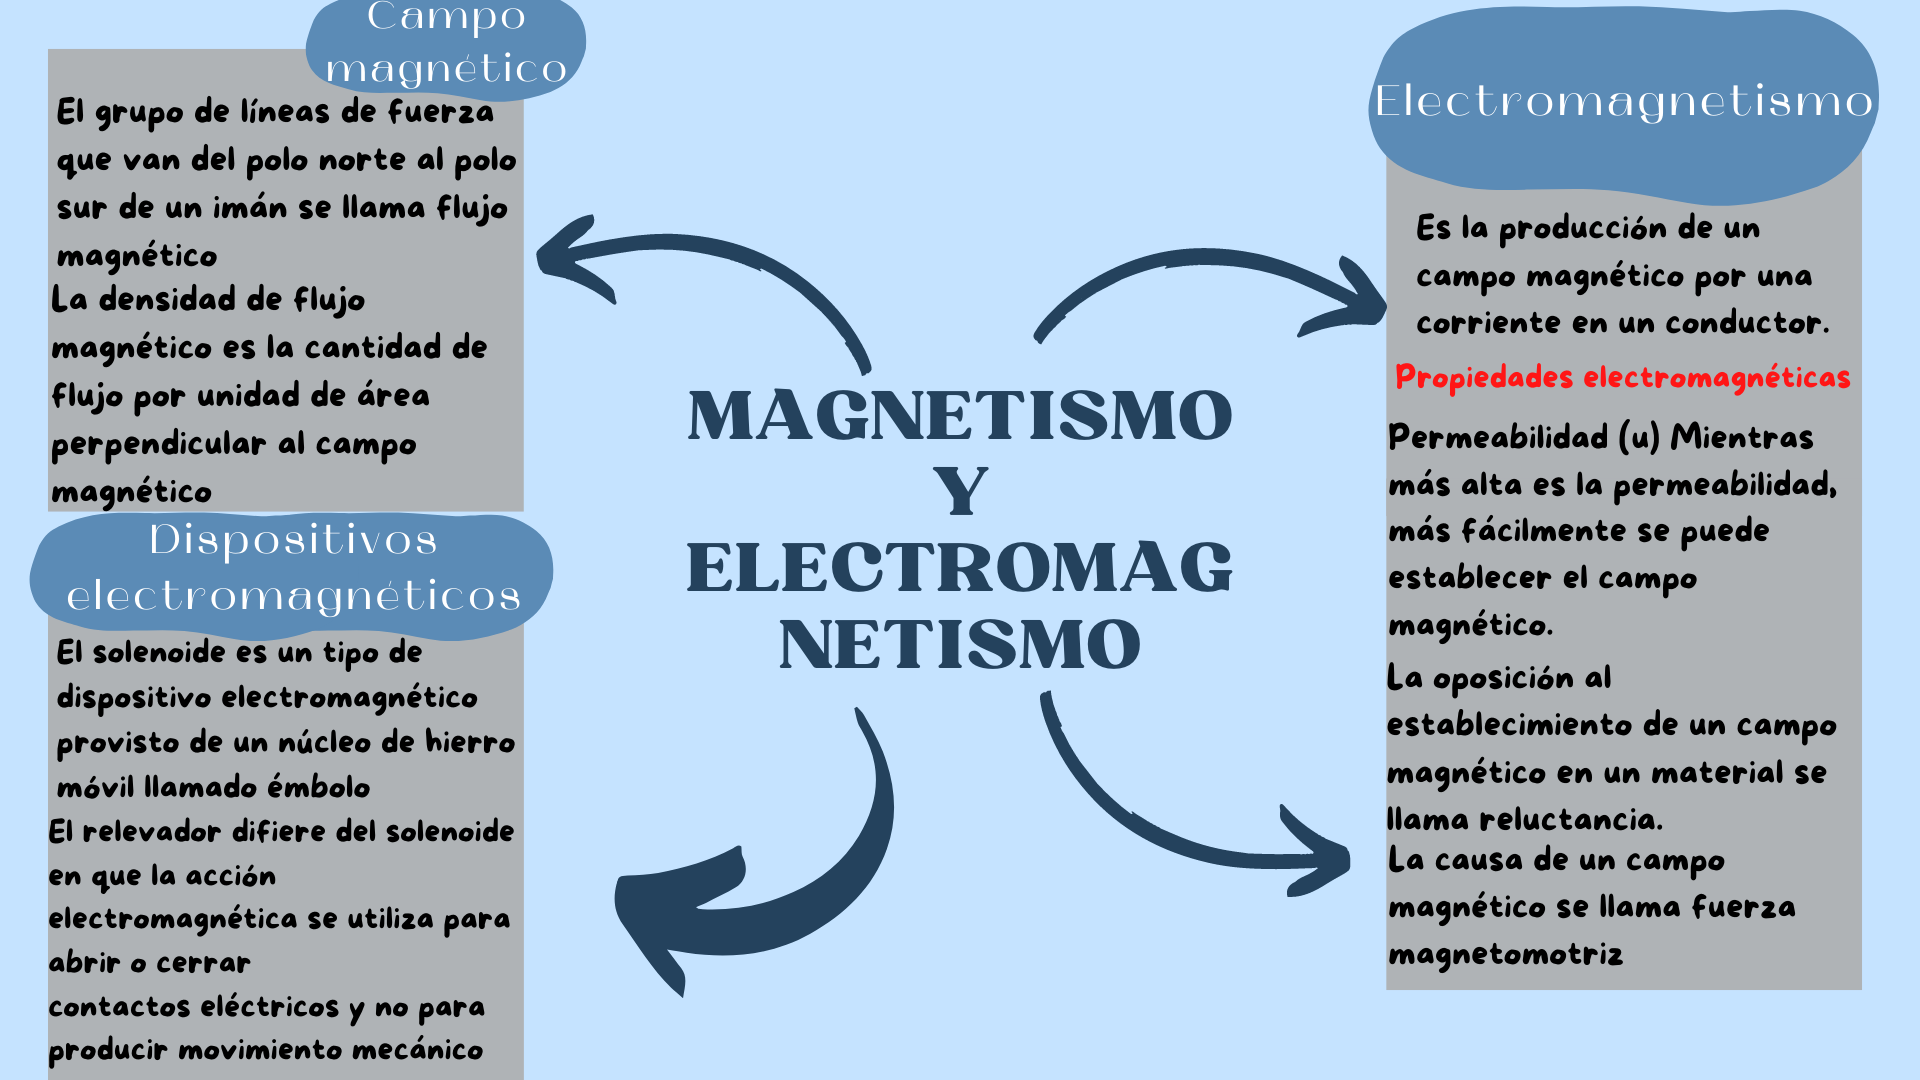 Campo
magnético
El grupo de líneas de fuerza
que van del polo norte al polo
sur de un imán se llama flujo
magnético
La densidad de flujo
magnético es la cantidad de
flujo por unidad de área
perpendicular al campo
magnético
Dispositivos
electromagnéticos
El solenoide es un tipo de
dispositivo electromagnético
provisto de un núcleo de hierro
móvil llamado émbolo
El relevador difiere del solenoide
en que la acción
electromagnética se utiliza para
abrir o cerrar
contactos eléctricos y no para
producir movimiento mecánico
MAGNETISMO
Y
ELECTROMAG
NETISMO
Electromagnetismo
Es la producción de un
campo magnético por una
corriente en un conductor.
Propiedades electromagnéticas
Permeabilidad (u) Mientras
más alta es la permeabilidad,
más fácilmente se puede
establecer el campo
magnético.
La oposición al
establecimiento de un campo
magnético en un material se
llama reluctancia.
La causa de un campo
magnético se llama fuerza
magnetomotriz